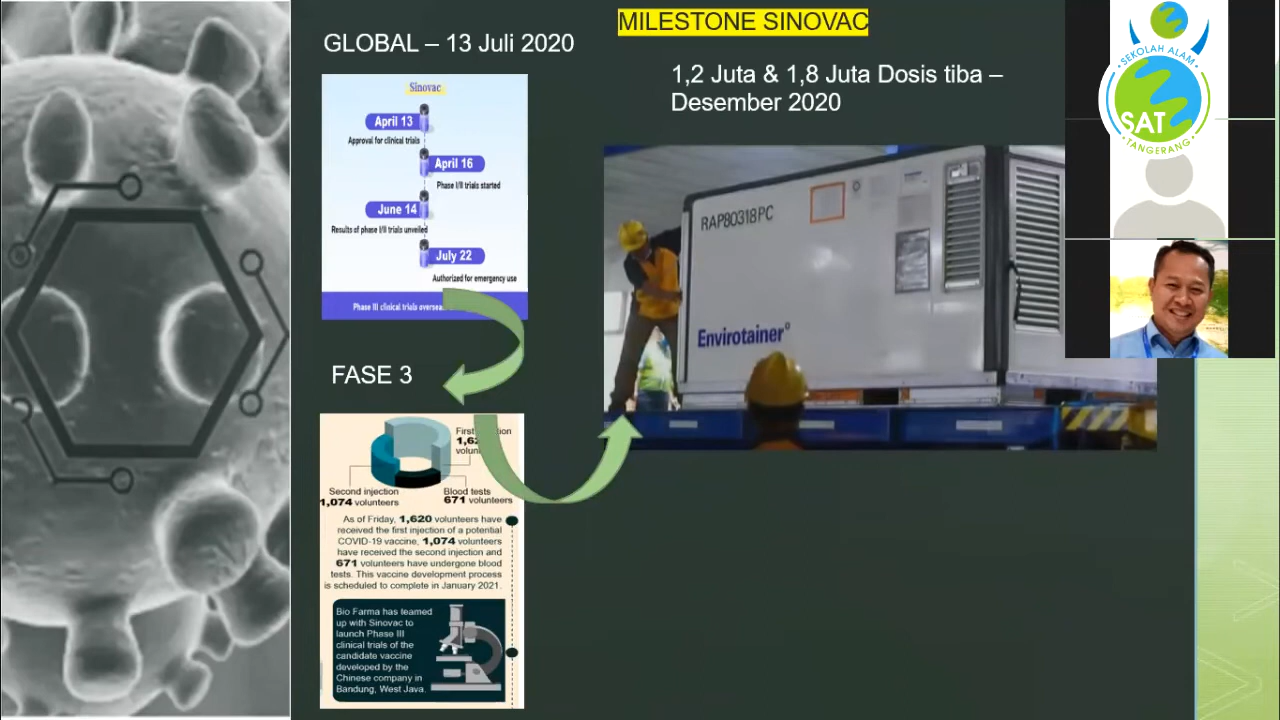 MILESTONE SINOVAC
GLOBAL – 13 Juli 2020
1,2 Juta & 1,8 Juta Dosis tiba –
Desember 2020
Sinovac
April 13
Approval for clinical trials
April 16
Phase I/II trials started
June 14
Results of phase I/II trials unveiled
July 22
Authorized for emergency use
Phase III clinical trials
FASE 3
First
volun
Second injection
1,074 volunteers
Blood tests
671 volunteers
As of Friday, 1,620 volunteers have
received the first injection of a potential
COVID-19 vaccine, 1,074 volunteers
have received the second injection and
671 volunteers have undergone blood
tests. This vaccine development process
is scheduled to complete in January 2021.
Bio Farma has teamed
up with Sinovac to
launch Phase III
clinical trials of the
candidate vaccine
developed by the
Chinese company in
Bandung, West Java.
RAP80318PC
Envirotainer
SEKOLAH ALAM
SAT
TANGERANG